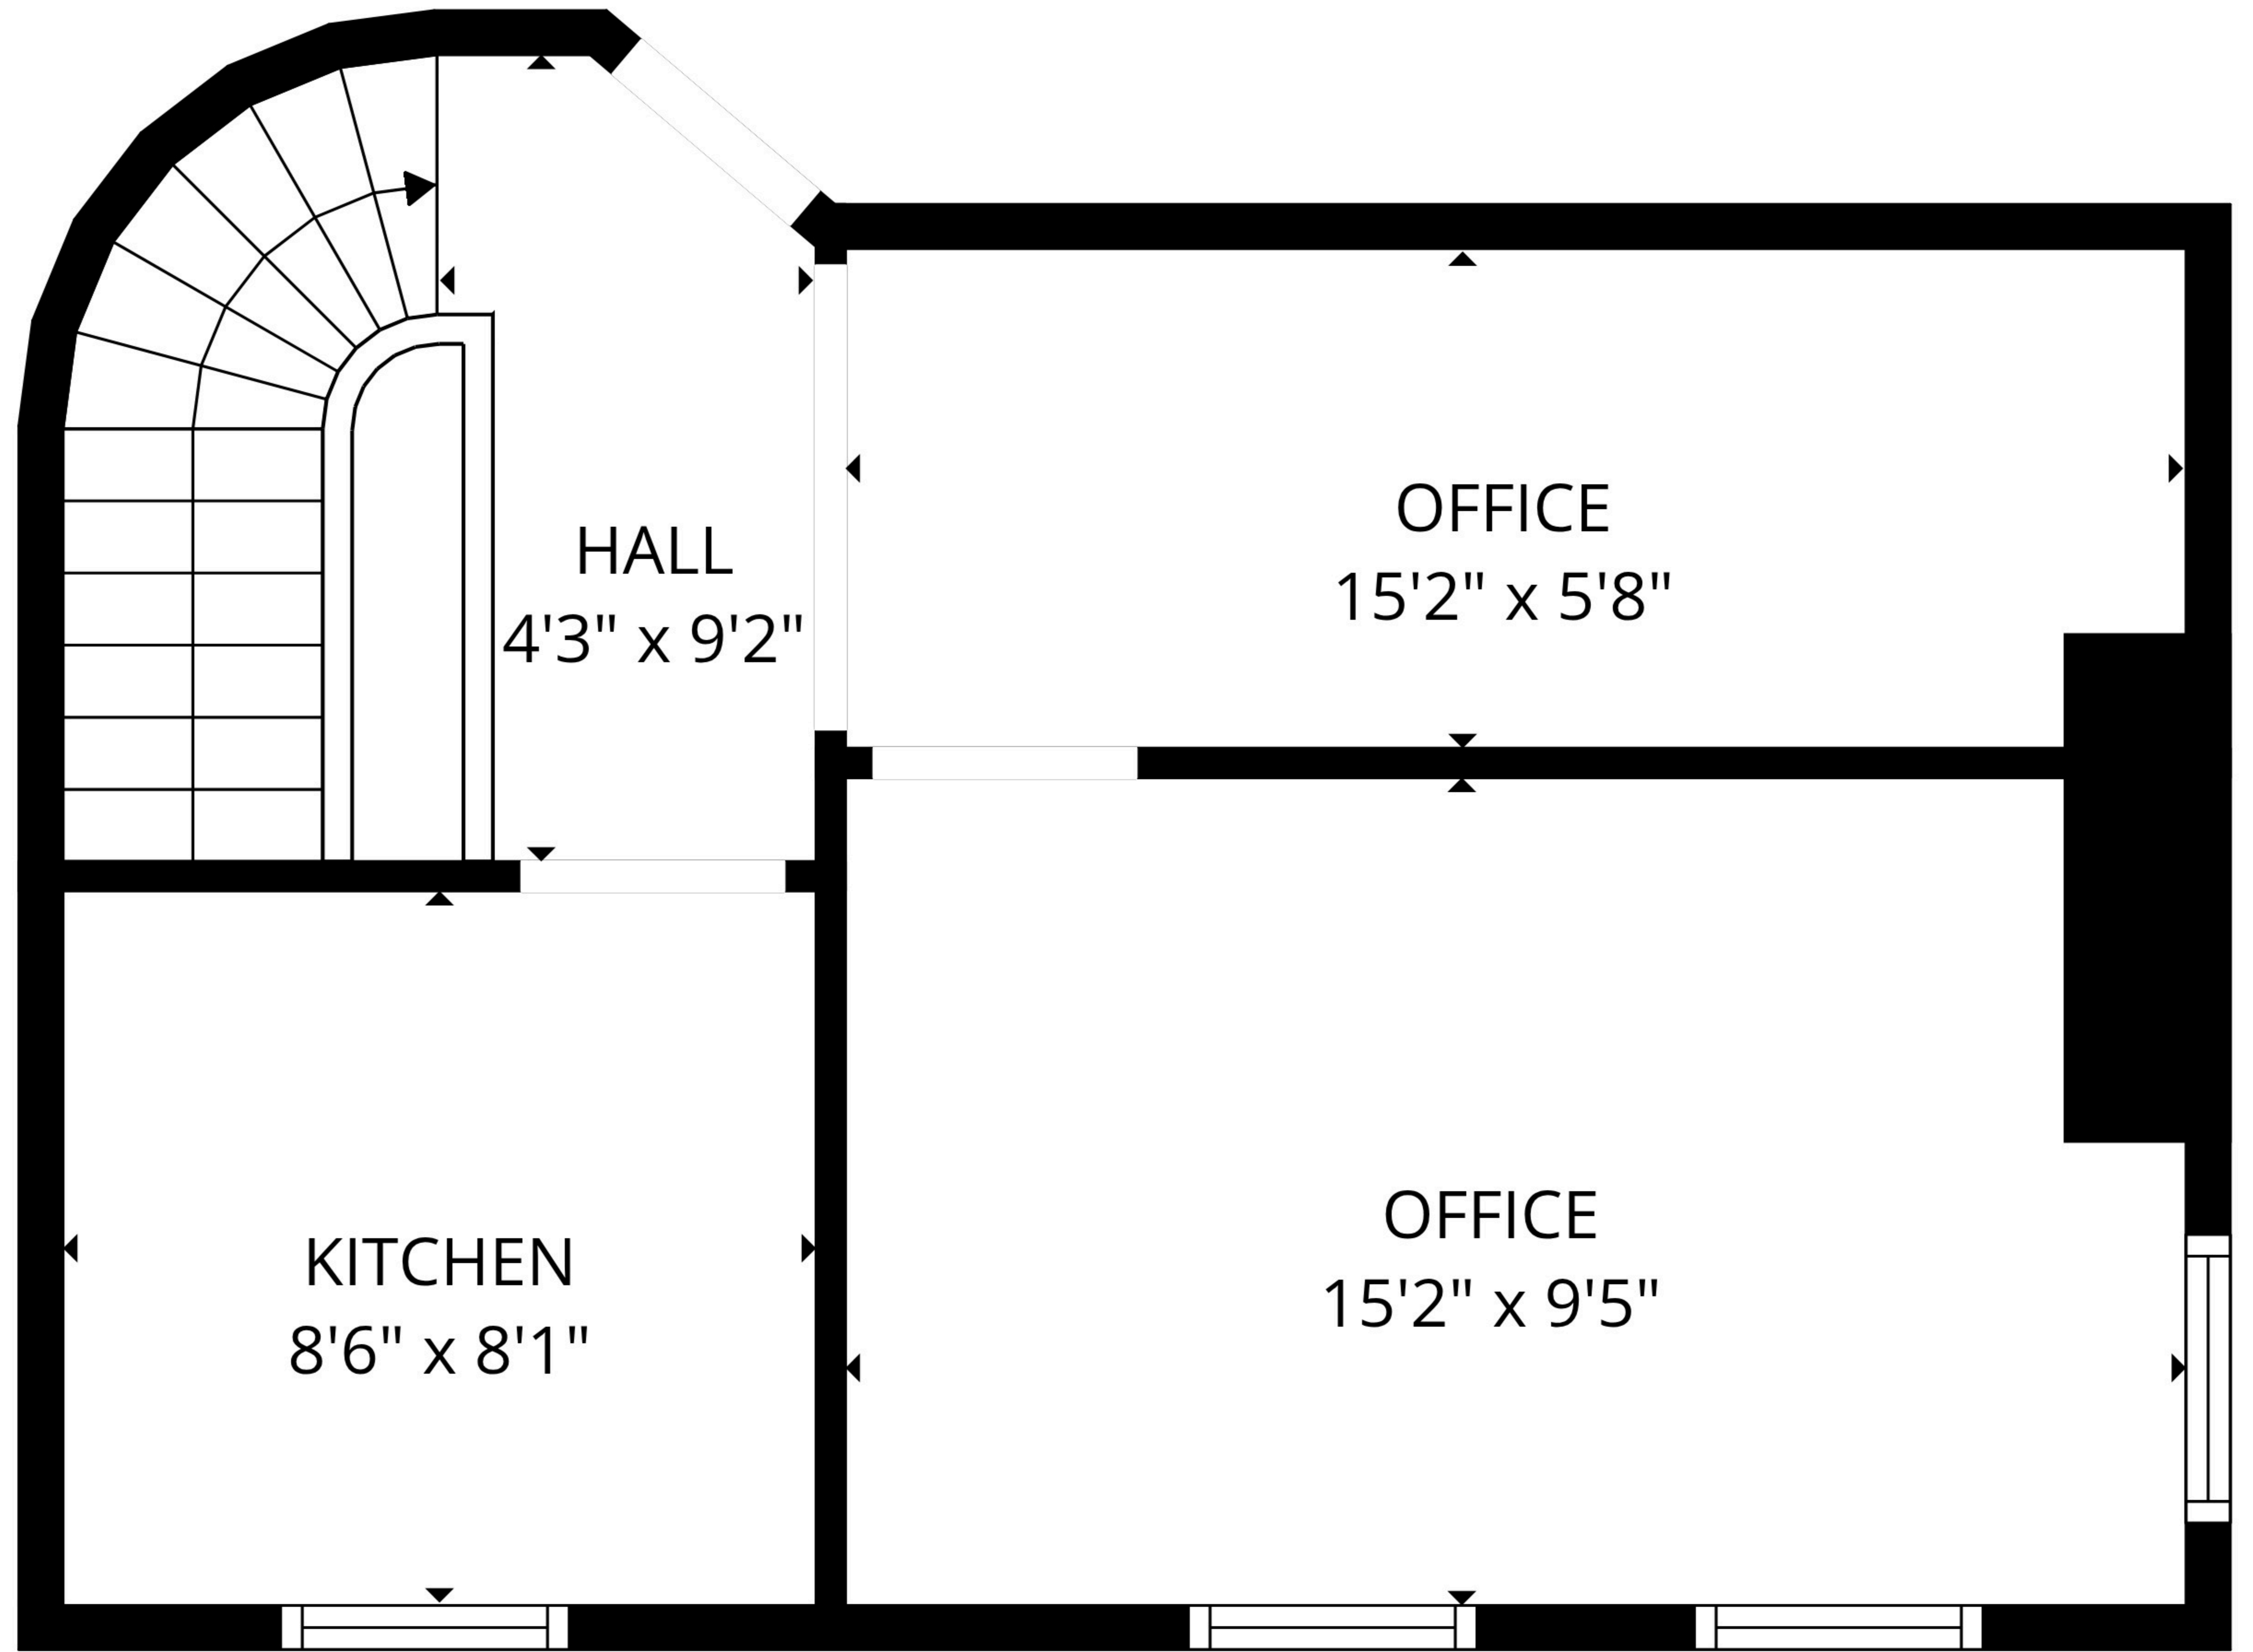 OFFICE
15'2" x 5'8"
HALL
4'3" x 9'2"
OFFICE
15'2" x 9'5"
KITCHEN
8'6" x 8'1"